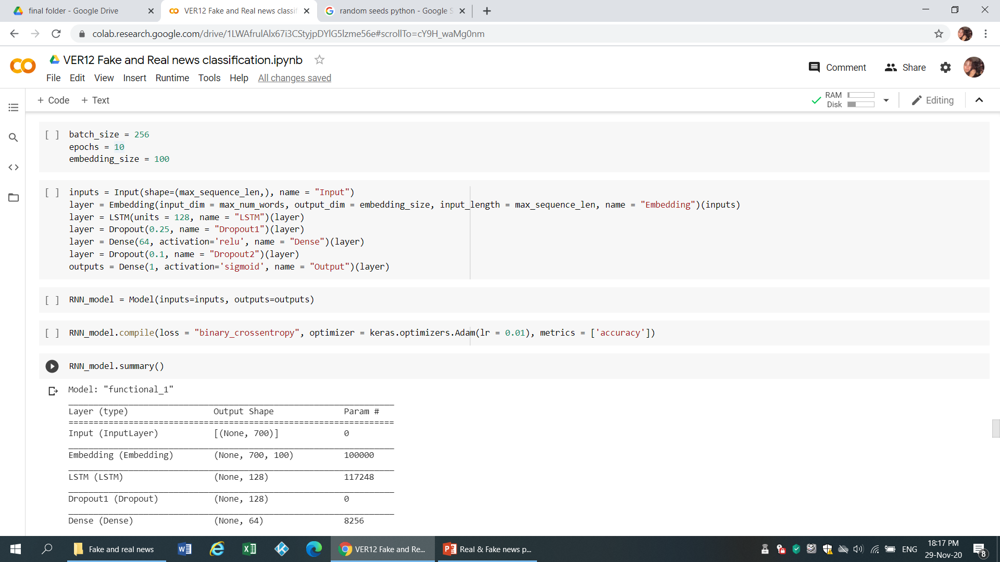 final folder - Google Drive
VER12 Fake and Real news classif
random seeds python - Google S
colab.research.google.com/drive/1LWAfrulAlx67i3CStyjpDYlG5lzme56e#scrollTo=cY9H_waMg0nm
VER12 Fake and Real news classification.ipynb
Comment
Share
File Edit View Insert Runtime Tools Help All changes saved
+ Code + Text
RAM
Disk
Editing
[ ] batch_size = 256
epochs = 10
embedding_size = 100
[ ] inputs = Input(shape=(max_sequence_len,), name = "Input")
layer = Embedding(input_dim = max_num_words, output_dim = embedding_size, input_length = max_sequence_len, name = "Embedding")(inputs)
layer = LSTM(units = 128, name = "LSTM")(layer)
layer = Dropout(0.25, name = "Dropout1")(layer)
layer = Dense(64, activation='relu', name = "Dense")(layer)
layer = Dropout(0.1, name = "Dropout2")(layer)
outputs = Dense(1, activation='sigmoid', name = "Output")(layer)
[ ] RNN_model = Model(inputs=inputs, outputs=outputs)
[ ] RNN_model.compile(loss = "binary_crossentropy", optimizer = keras.optimizers.Adam(lr = 0.01), metrics = ['accuracy'])
RNN_model.summary()
Model: "functional_1"
Layer (type) Output Shape Param #
=================================================================
Input (InputLayer) [(None, 700)] 0
Embedding (Embedding) (None, 700, 100) 100000
LSTM (LSTM) (None, 128) 117248
Dropout1 (Dropout) (None, 128) 0
Dense (Dense) (None, 64) 8256
Fake and real news
VER12 Fake and Re...
Real & Fake news p...
ENG
18:17 PM
29-Nov-20
8